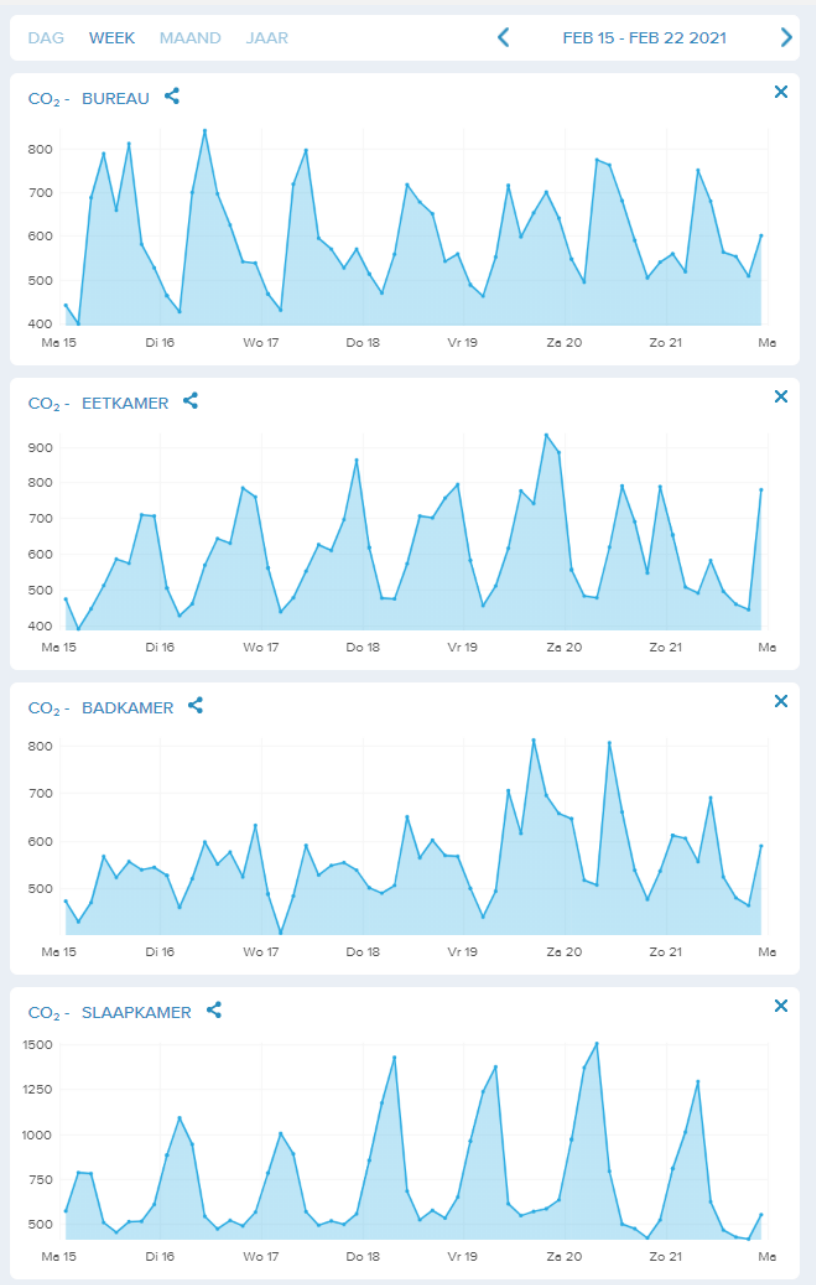 DAG WEEK MAAND JAAR FEB 15 - FEB 22 2021
CO₂ - BUREAU
800
700
600
500
400
Ma 15 Di 16 Wo 17 Do 18 Vr 19 Za 20 Zo 21 Ma
CO₂ - EETKAMER
900
800
700
600
500
400
Ma 15 Di 16 Wo 17 Do 18 Vr 19 Za 20 Zo 21 Ma
CO₂ - BADKAMER
800
700
600
500
Ma 15 Di 16 Wo 17 Do 18 Vr 19 Za 20 Zo 21 Ma
CO₂ - SLAAPKAMER
1500
1250
1000
750
500
Ma 15 Di 16 Wo 17 Do 18 Vr 19 Za 20 Zo 21 Ma